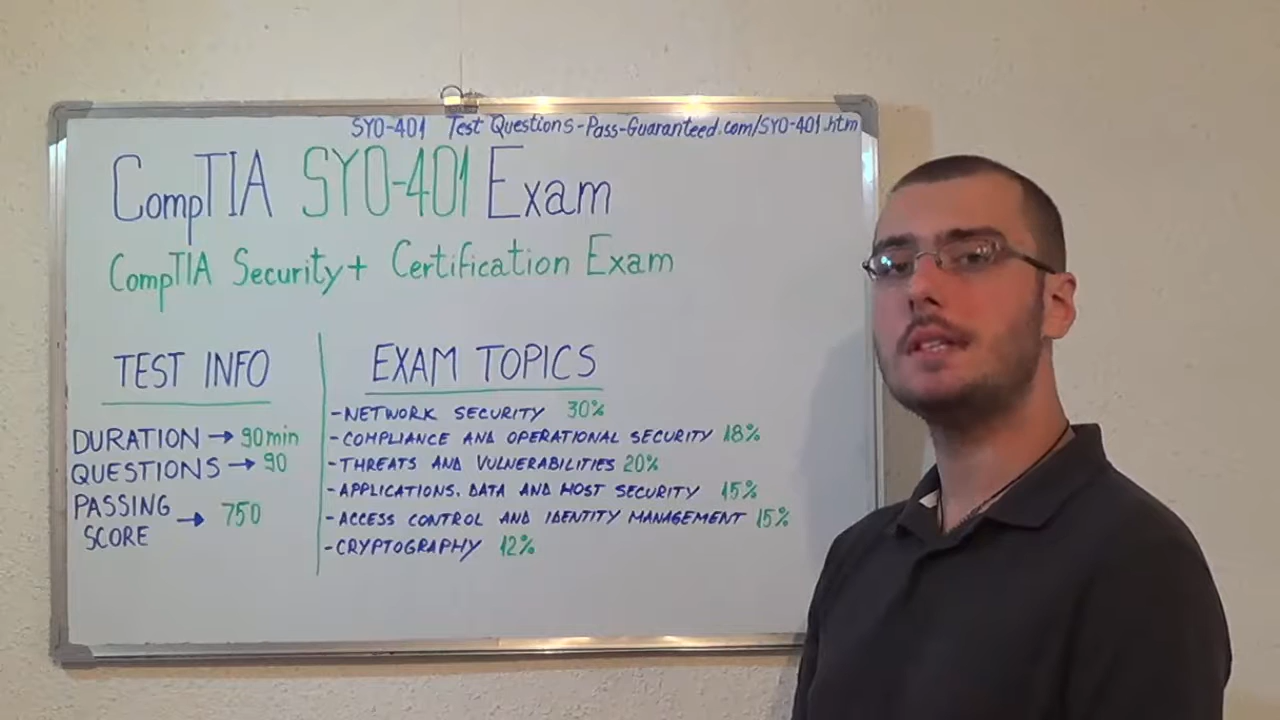 SY0-401 Test Questions-Pass-Guaranteed.com/SY0-401.htm
CompTIA SY0-401 Exam
CompTIA Security+ Certification Exam
TEST INFO
DURATION → 90min
QUESTIONS → 90
PASSING
SCORE → 750
EXAM TOPICS
-NETWORK SECURITY 30%
-COMPLIANCE AND OPERATIONAL SECURITY 18%
-THREATS AND VULNERABILITIES 20%
-APPLICATIONS, DATA AND HOST SECURITY 15%
-ACCESS CONTROL AND IDENTITY MANAGEMENT 15%
-CRYPTOGRAPHY 12%